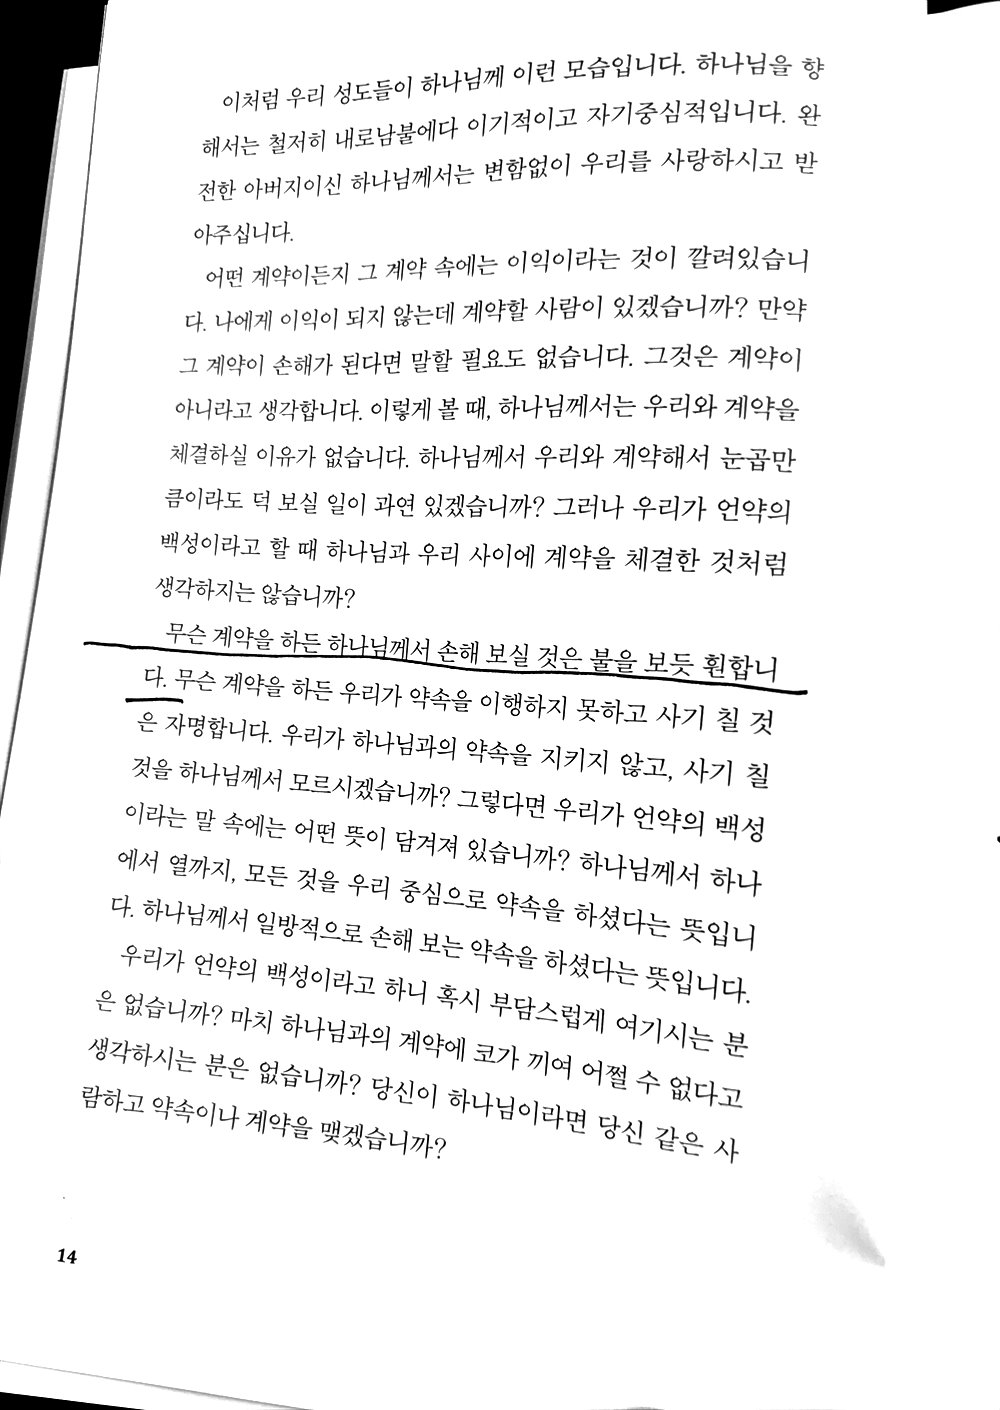 이처럼 우리 성도들이 하나님께 이런 모습입니다. 하나님을 향
해서는 철저히 내로남불에다 이기적이고 자기중심적입니다. 완
전한 아버지이신 하나님께서는 변함없이 우리를 사랑하시고 받
아주십니다.
어떤 계약이든지 그 계약 속에는 이익이라는 것이 깔려있습니
다. 나에게 이익이 되지 않는데 계약할 사람이 있겠습니까? 만약
그 계약이 손해가 된다면 말할 필요도 없습니다. 그것은 계약이
아니라고 생각합니다. 이렇게 볼 때, 하나님께서는 우리와 계약을
체결하실 이유가 없습니다. 하나님께서 우리와 계약해서 눈곱만
큼이라도 덕 보실 일이 과연 있겠습니까? 그러나 우리가 언약의
백성이라고 할 때 하나님과 우리 사이에 계약을 체결한 것처럼
생각하지는 않습니까?
무슨 계약을 하든 하나님께서 손해 보실 것은 불을 보듯 훤합니
다. 무슨 계약을 하든 우리가 약속을 이행하지 못하고 사기 칠 것
은 자명합니다. 우리가 하나님과의 약속을 지키지 않고, 사기 칠
것을 하나님께서 모르시겠습니까? 그렇다면 우리가 언약의 백성
이라는 말 속에는 어떤 뜻이 담겨져 있습니까? 하나님께서 하나
에서 열까지, 모든 것을 우리 중심으로 약속을 하셨다는 뜻입니
다. 하나님께서 일방적으로 손해 보는 약속을 하셨다는 뜻입니다.
우리가 언약의 백성이라고 하니 혹시 부담스럽게 여기시는 분
은 없습니까? 마치 하나님과의 계약에 코가 끼여 어쩔 수 없다고
생각하시는 분은 없습니까? 당신이 하나님이라면 당신 같은 사
람하고 약속이나 계약을 맺겠습니까?
14